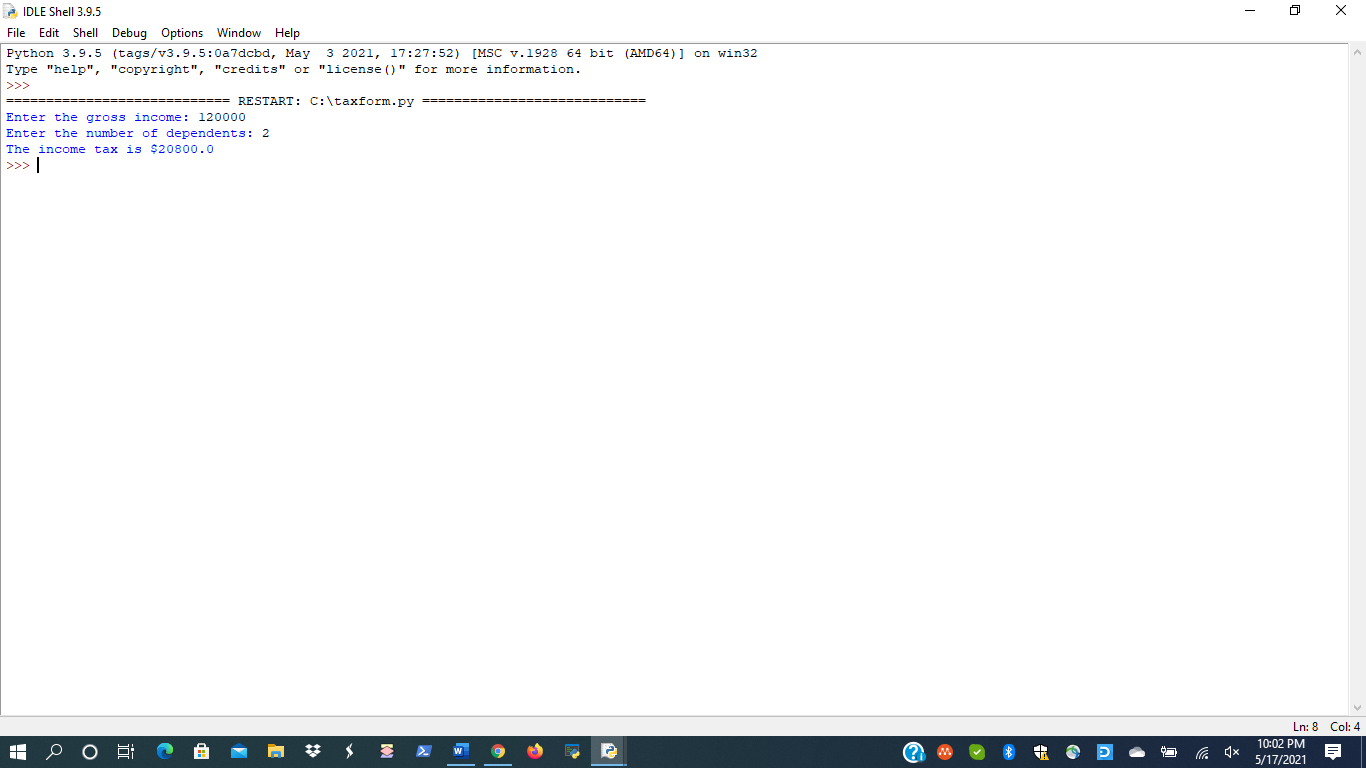 IDLE Shell 3.9.5
File Edit Shell Debug Options Window Help
Python 3.9.5 (tags/v3.9.5:0a7dcbd, May  3 2021, 17:27:52) [MSC v.1928 64 bit (AMD64)] on win32
Type "help", "copyright", "credits" or "license()" for more information.
>>>
============================ RESTART: C:\taxform.py ============================
Enter the gross income: 120000
Enter the number of dependents: 2
The income tax is $20800.0
>>>
Ln: 8 Col: 4
10:02 PM
5/17/2021